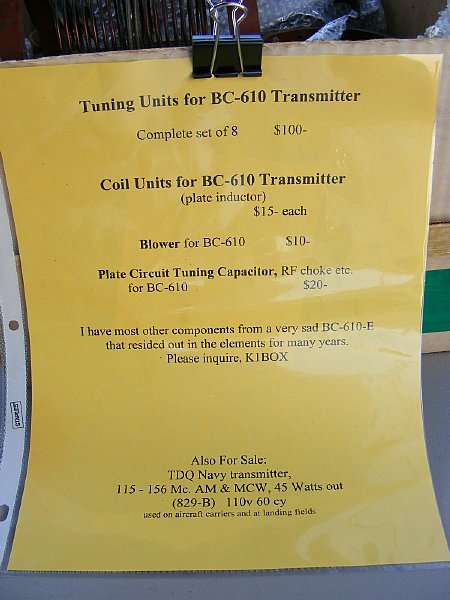 Tuning Units for BC-610 Transmitter
Complete set of 8 $100-
Coil Units for BC-610 Transmitter
(plate inductor)
$15- each
Blower for BC-610 $10-
Plate Circuit Tuning Capacitor, RF choke etc.
for BC-610 $20-
I have most other components from a very sad BC-610-E
that resided out in the elements for many years.
Please inquire, K1BOX
Also For Sale:
TDQ Navy transmitter,
115 - 156 Mc. AM & MCW, 45 Watts out
(829-B) 110v 60 cy
used on aircraft carriers and at landing fields